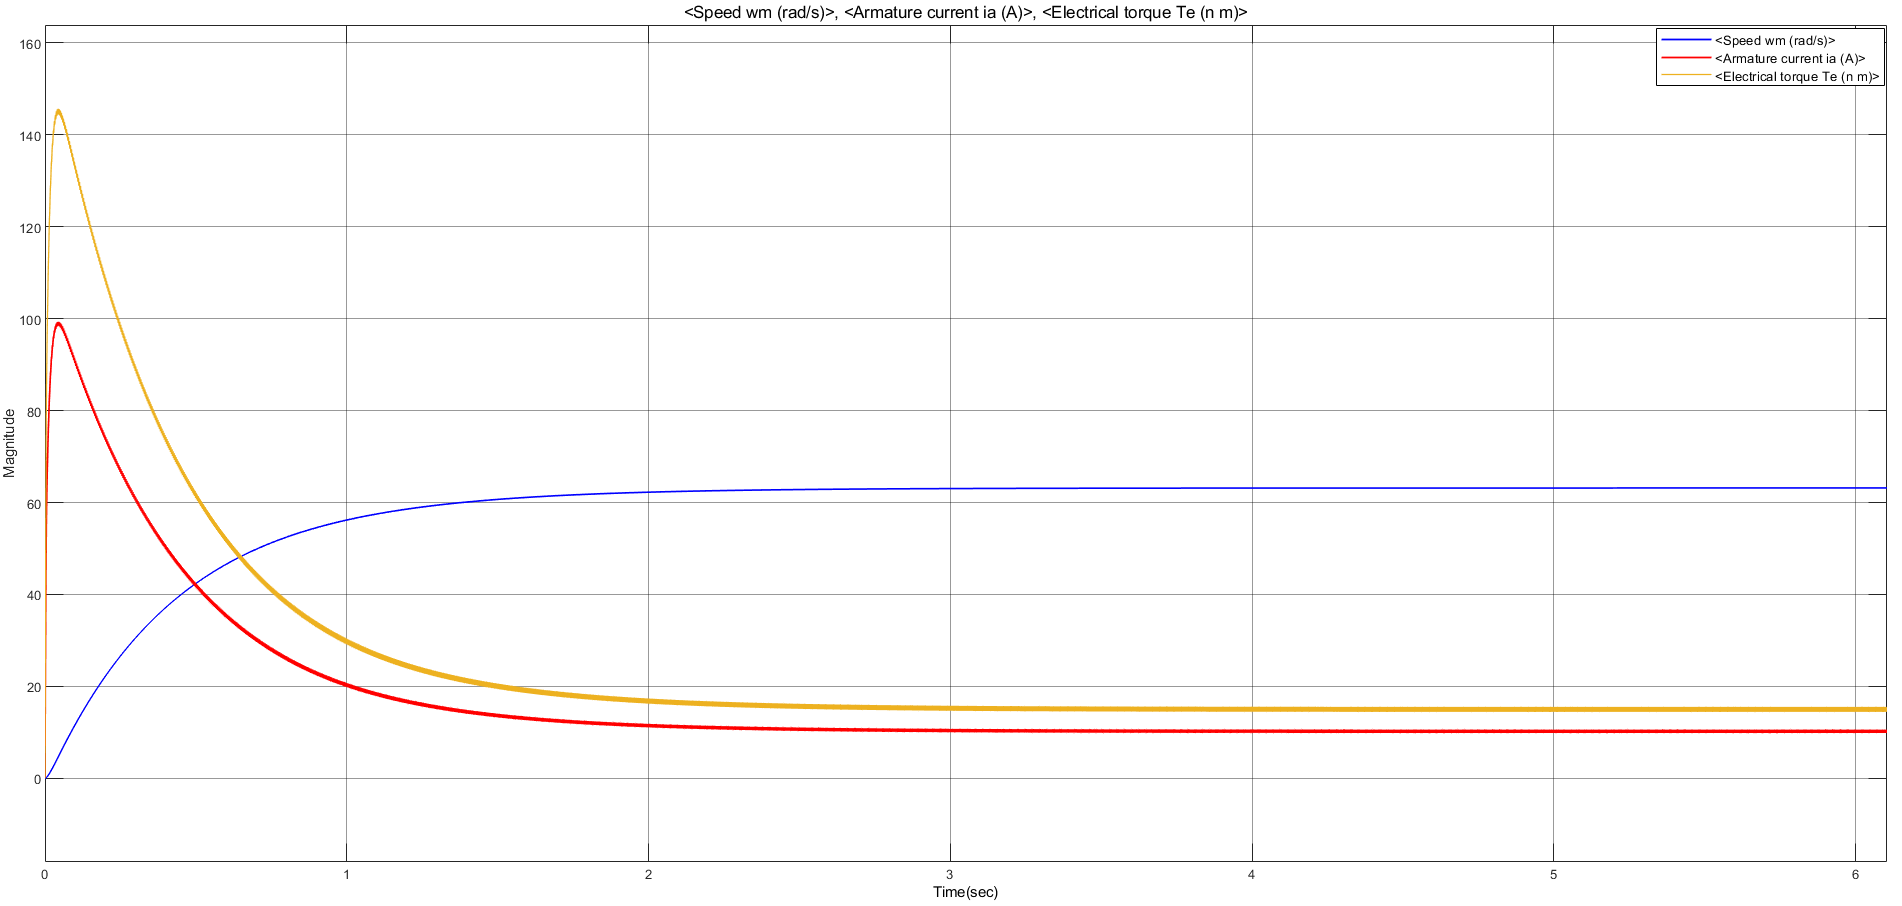 <Speed wm (rad/s)>, <Armature current ia (A)>, <Electrical torque Te (n m)>
<Speed wm (rad/s)>
<Armature current ia (A)>
<Electrical torque Te (n m)>
160
140
120
100
80
60
40
20
0
Magnitude
0 1 2 3 4 5 6
Time(sec)